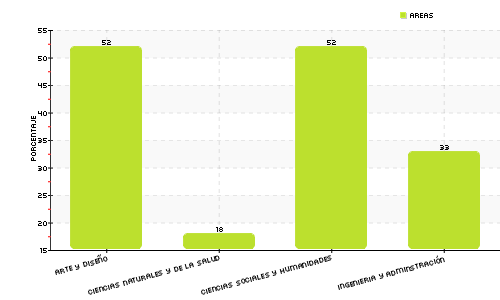 AREAS
55
50
45
40
35
30
25
20
15
PORCENTAJE
52
18
52
33
ARTE Y DISEÑO
CIENCIAS NATURALES Y DE LA SALUD
CIENCIAS SOCIALES Y HUMANIDADES
INGENIERIA Y ADMINSTRACIÓN